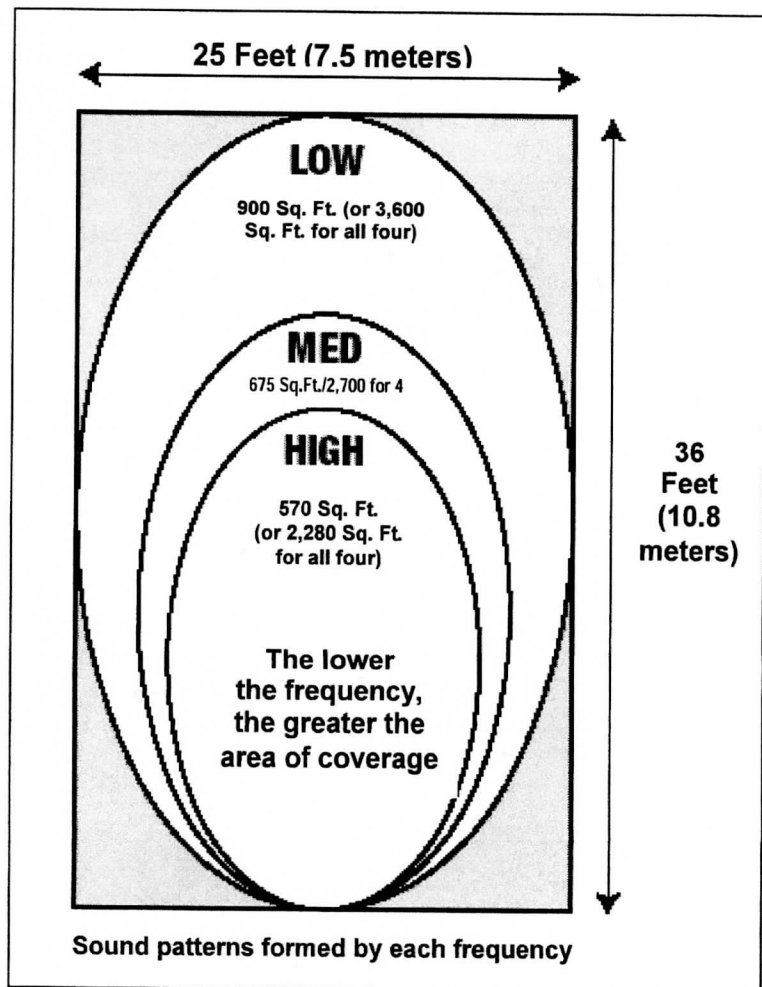 25 Feet (7.5 meters)
LOW
900 Sq. Ft. (or 3,600
Sq. Ft. for all four)
MED
675 Sq.Ft./2,700 for 4
HIGH
570 Sq. Ft.
(or 2,280 Sq. Ft.
for all four)
The lower
the frequency,
the greater the
area of coverage
36
Feet
(10.8
meters)
Sound patterns formed by each frequency